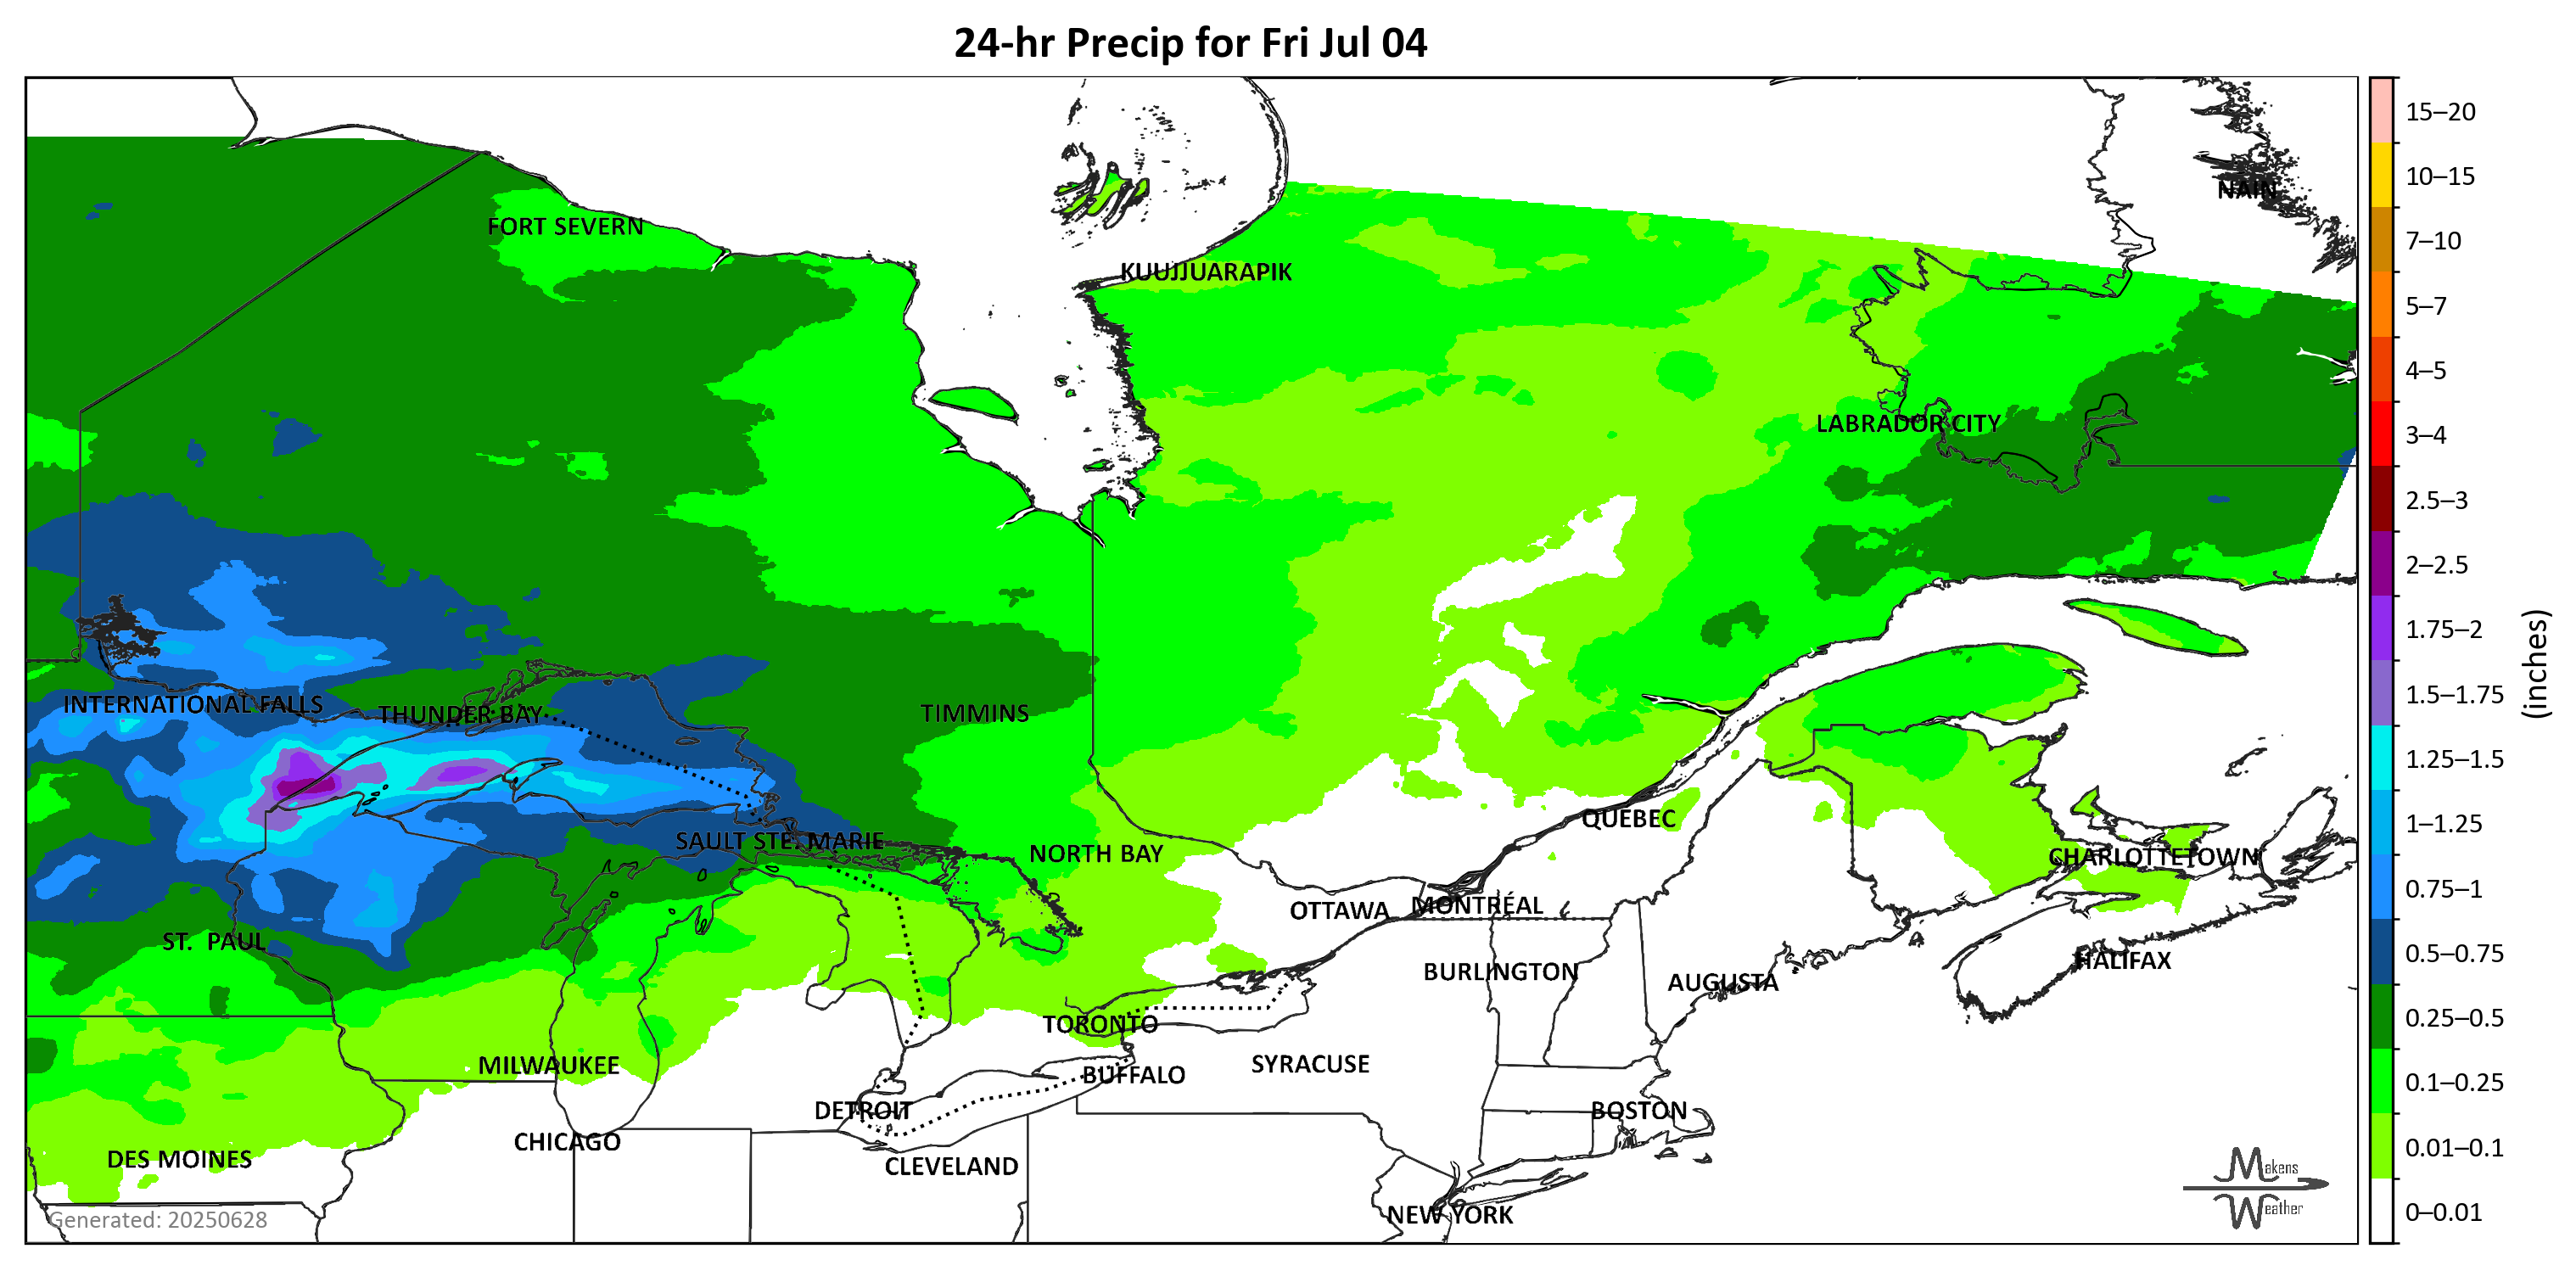 24-hr Precip for Fri Jul 04
NAIN
FORT SEVERN
KUUJJUARAPIK
LABRADOR CITY
INTERNATIONAL FALLS
THUNDER BAY
TIMMINS
QUEBEC
SAULT STE. MARIE
NORTH BAY
CHARLOTTETOWN
OTTAWA
MONTRÉAL
ST. PAUL
HALIFAX
BURLINGTON
AUGUSTA
TORONTO
MILWAUKEE
SYRACUSE
BUFFALO
DETROIT
BOSTON
CHICAGO
DES MOINES
CLEVELAND
NEW YORK
Generated: 20250628
Makens
Weather
15–20
10–15
7–10
5–7
4–5
3–4
2.5–3
2–2.5
1.75–2
1.5–1.75
1.25–1.5
1–1.25
0.75–1
0.5–0.75
0.25–0.5
0.1–0.25
0.01–0.1
0–0.01
(inches)